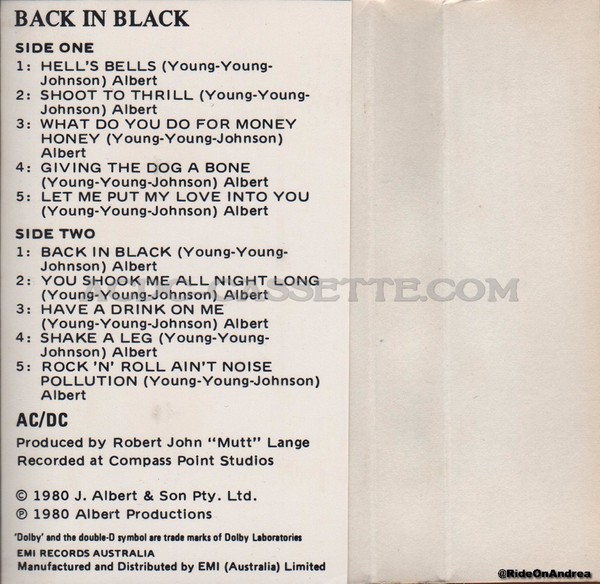 BACK IN BLACK
SIDE ONE
1: HELL'S BELLS (Young-Young-
Johnson) Albert
2: SHOOT TO THRILL (Young-Young-
Johnson) Albert
3: WHAT DO YOU DO FOR MONEY
HONEY (Young-Young-Johnson)
Albert
4: GIVING THE DOG A BONE
(Young-Young-Johnson) Albert
5: LET ME PUT MY LOVE INTO YOU
(Young-Young-Johnson) Albert
SIDE TWO
1: BACK IN BLACK (Young-Young-
Johnson) Albert
2: YOU SHOOK ME ALL NIGHT LONG
(Young-Young-Johnson) Albert
3: HAVE A DRINK ON ME
(Young-Young-Johnson) Albert
4: SHAKE A LEG (Young-Young-
Johnson) Albert
5: ROCK 'N' ROLL AIN'T NOISE
POLLUTION (Young-Young-Johnson)
Albert
AC/DC
Produced by Robert John "Mutt" Lange
Recorded at Compass Point Studios
© 1980 J. Albert & Son Pty. Ltd.
℗ 1980 Albert Productions
'Dolby' and the double-D symbol are trade marks of Dolby Laboratories
EMI RECORDS AUSTRALIA
Manufactured and Distributed by EMI (Australia) Limited
@RideOnAndrea